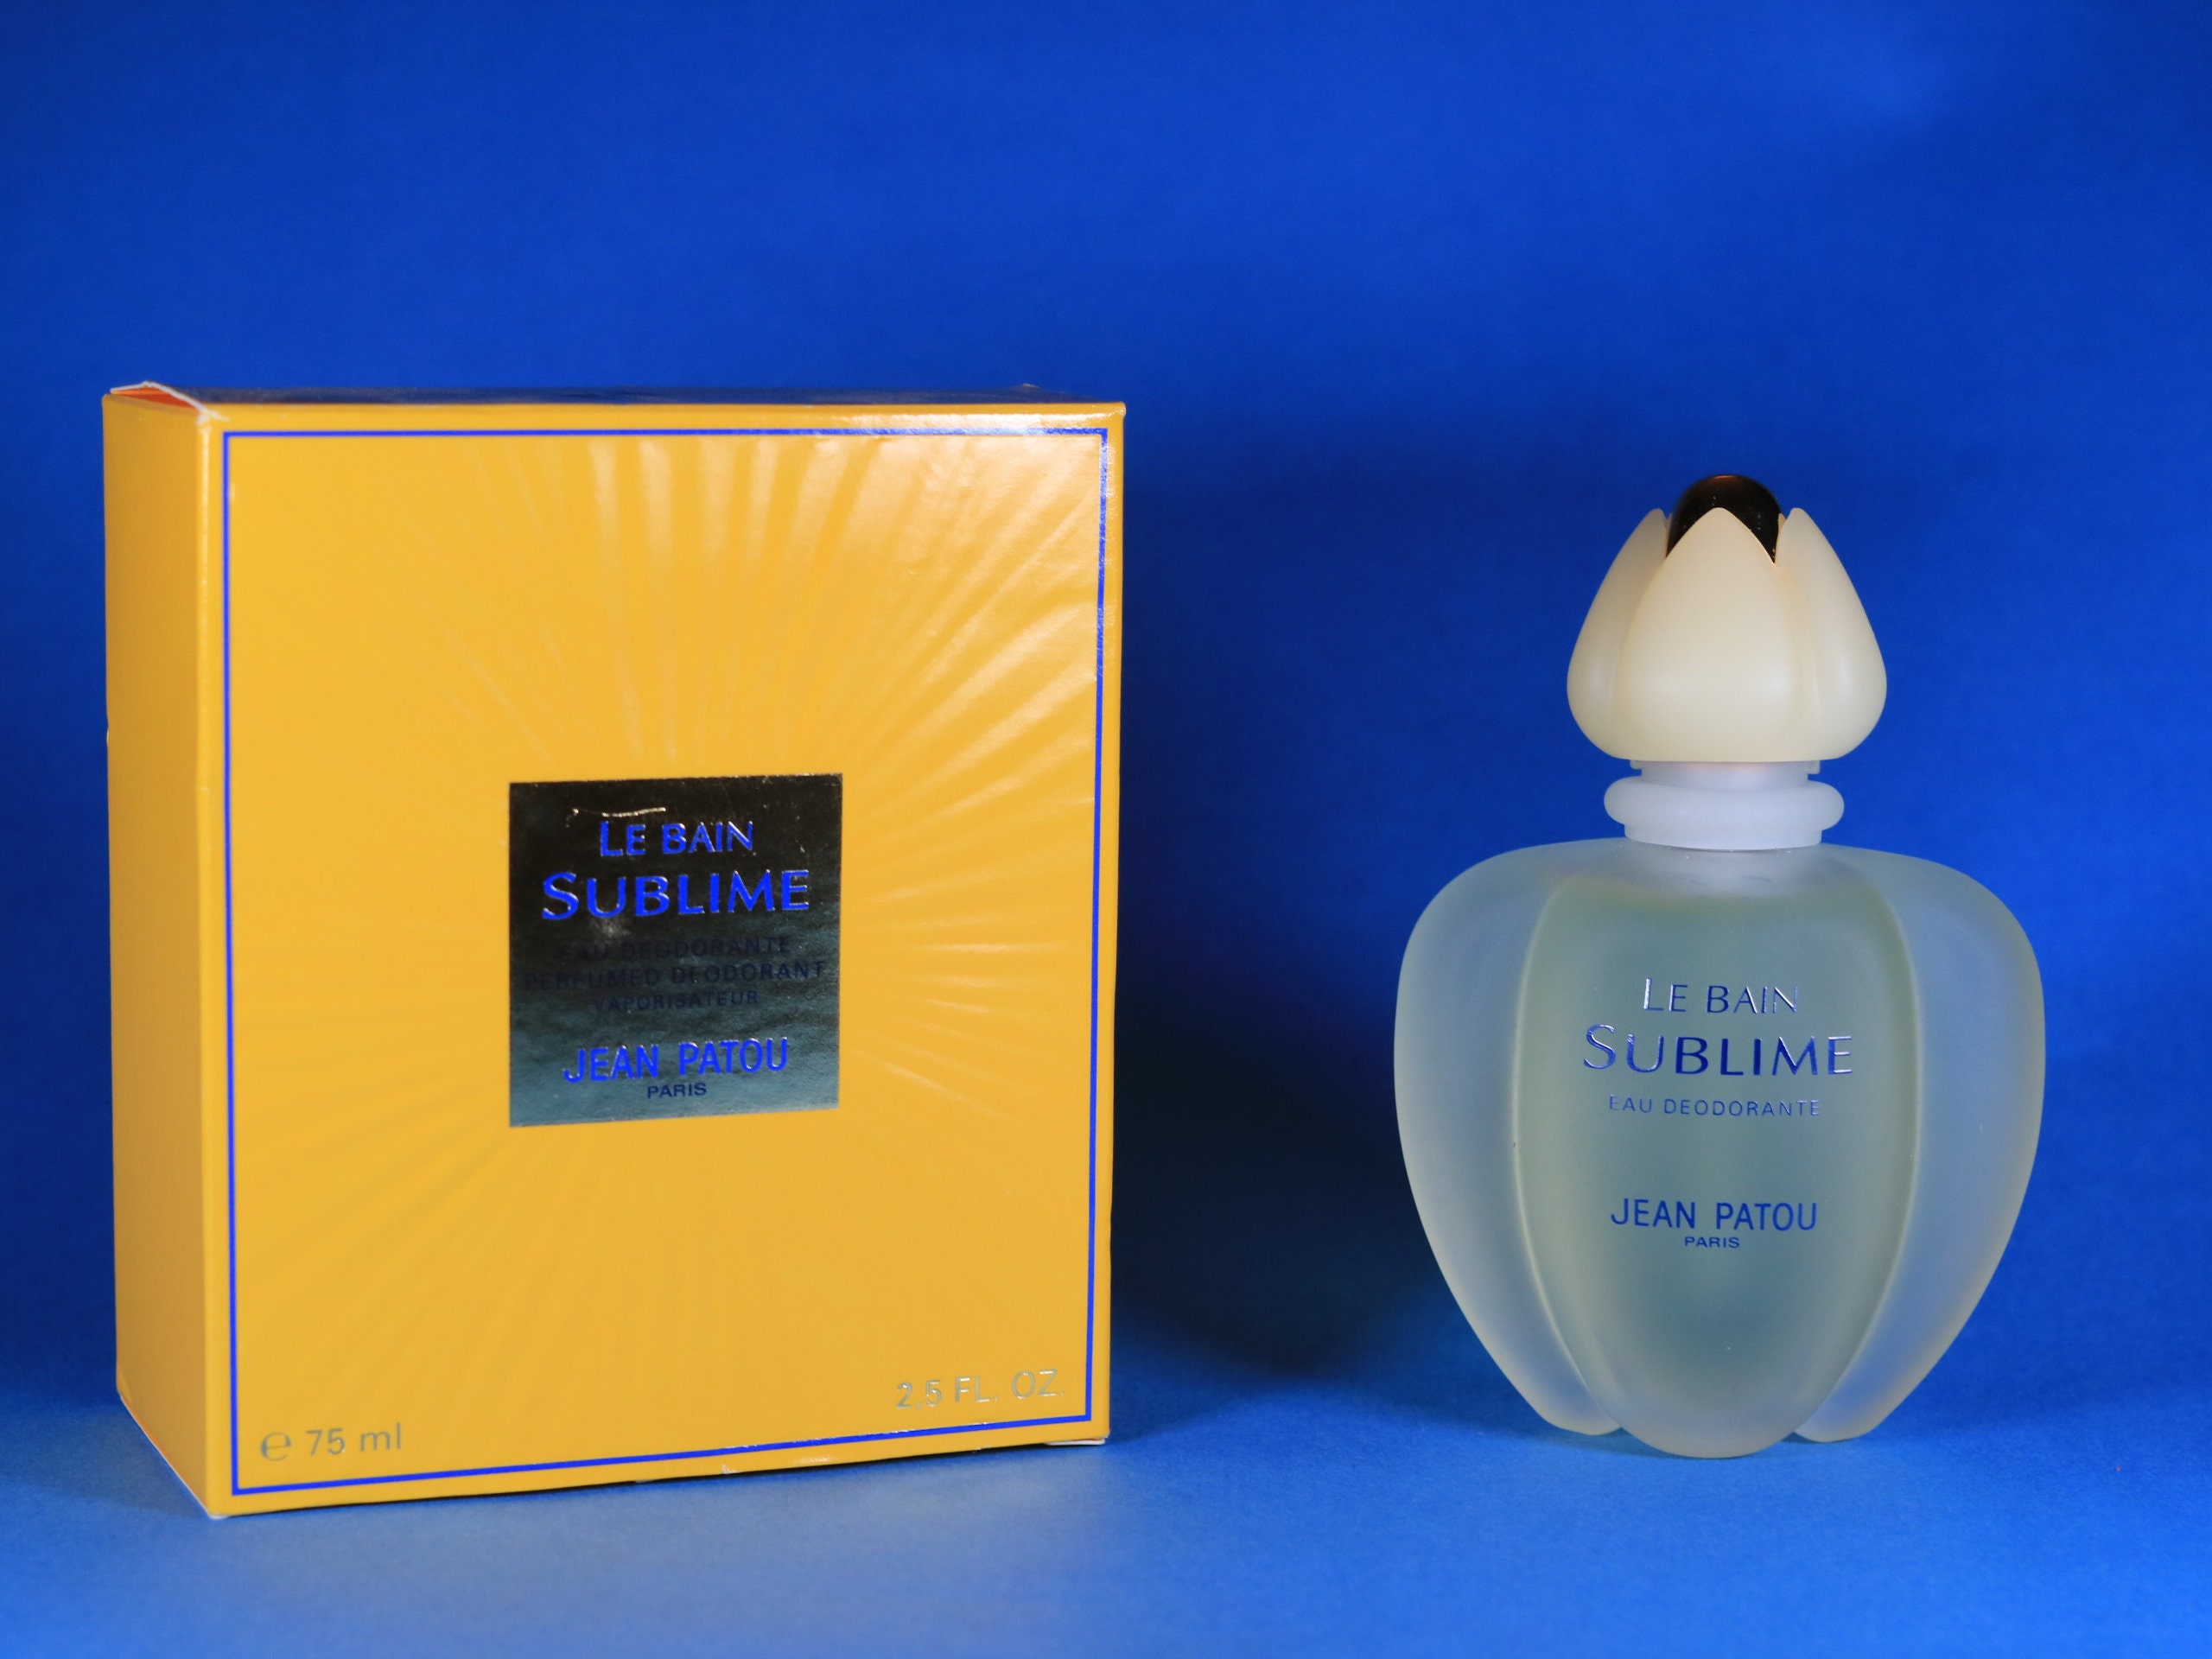 LE BAIN
SUBLIME
EAU DEODORANTE
PERFUMED DEODORANT
VAPORISATEUR
JEAN PATOU
PARIS
℮ 75 ml
2,5 FL. OZ.
LE BAIN
SUBLIME
EAU DEODORANTE
JEAN PATOU
PARIS